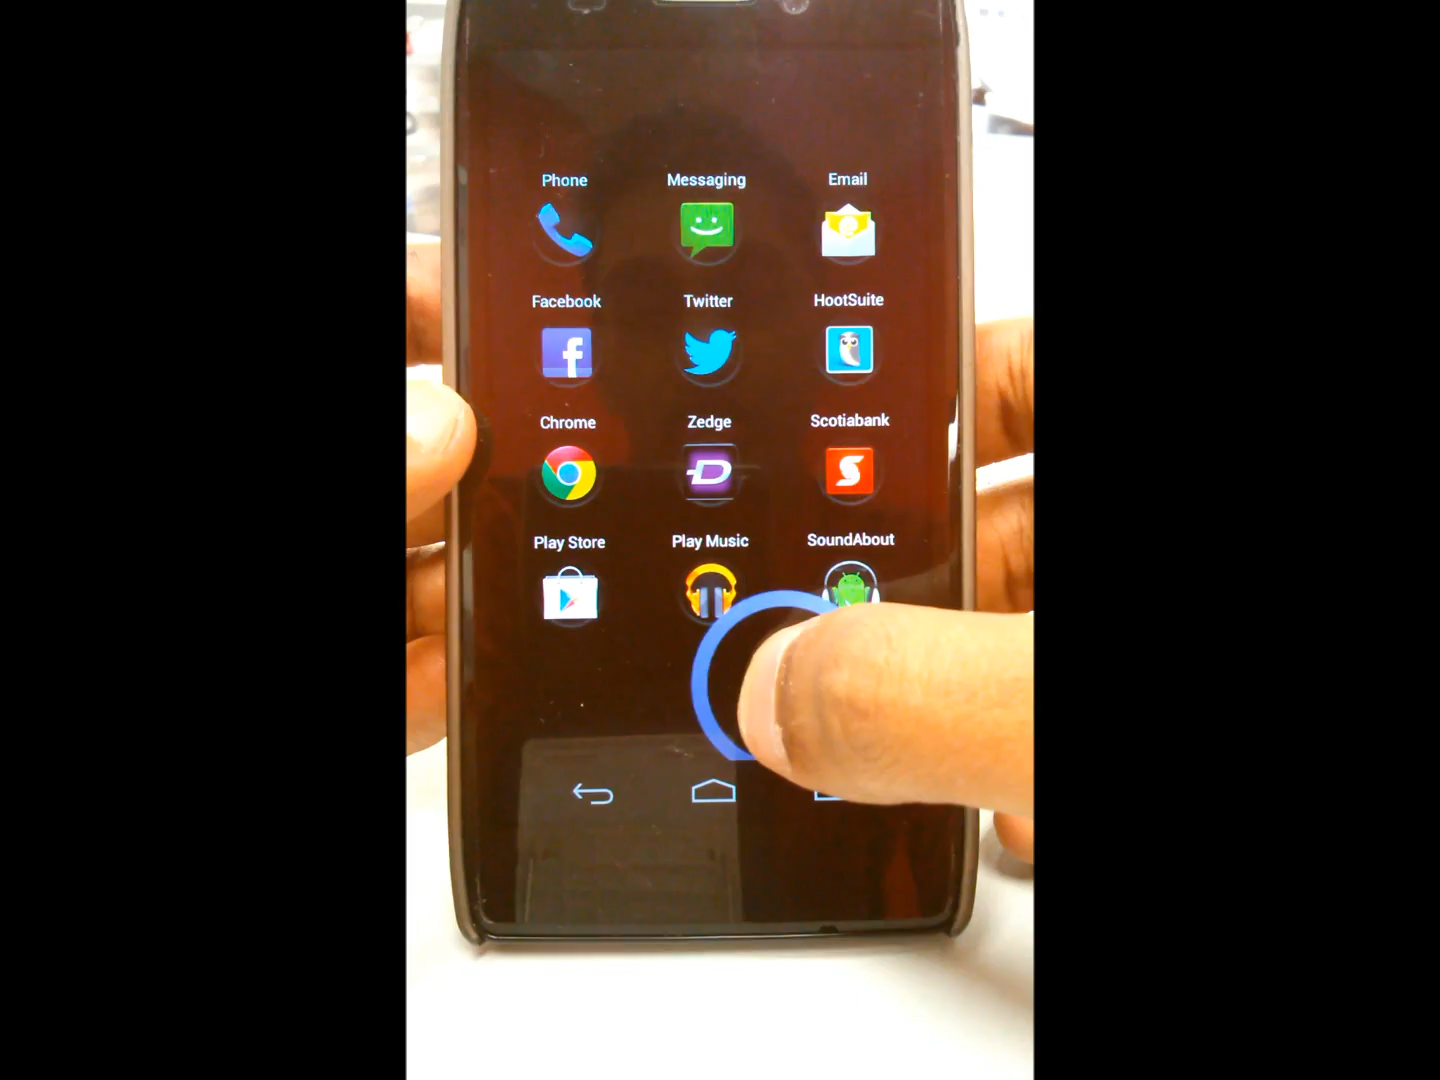 Phone Messaging Email
Facebook Twitter HootSuite
Chrome Zedge Scotiabank
Play Store Play Music SoundAbout